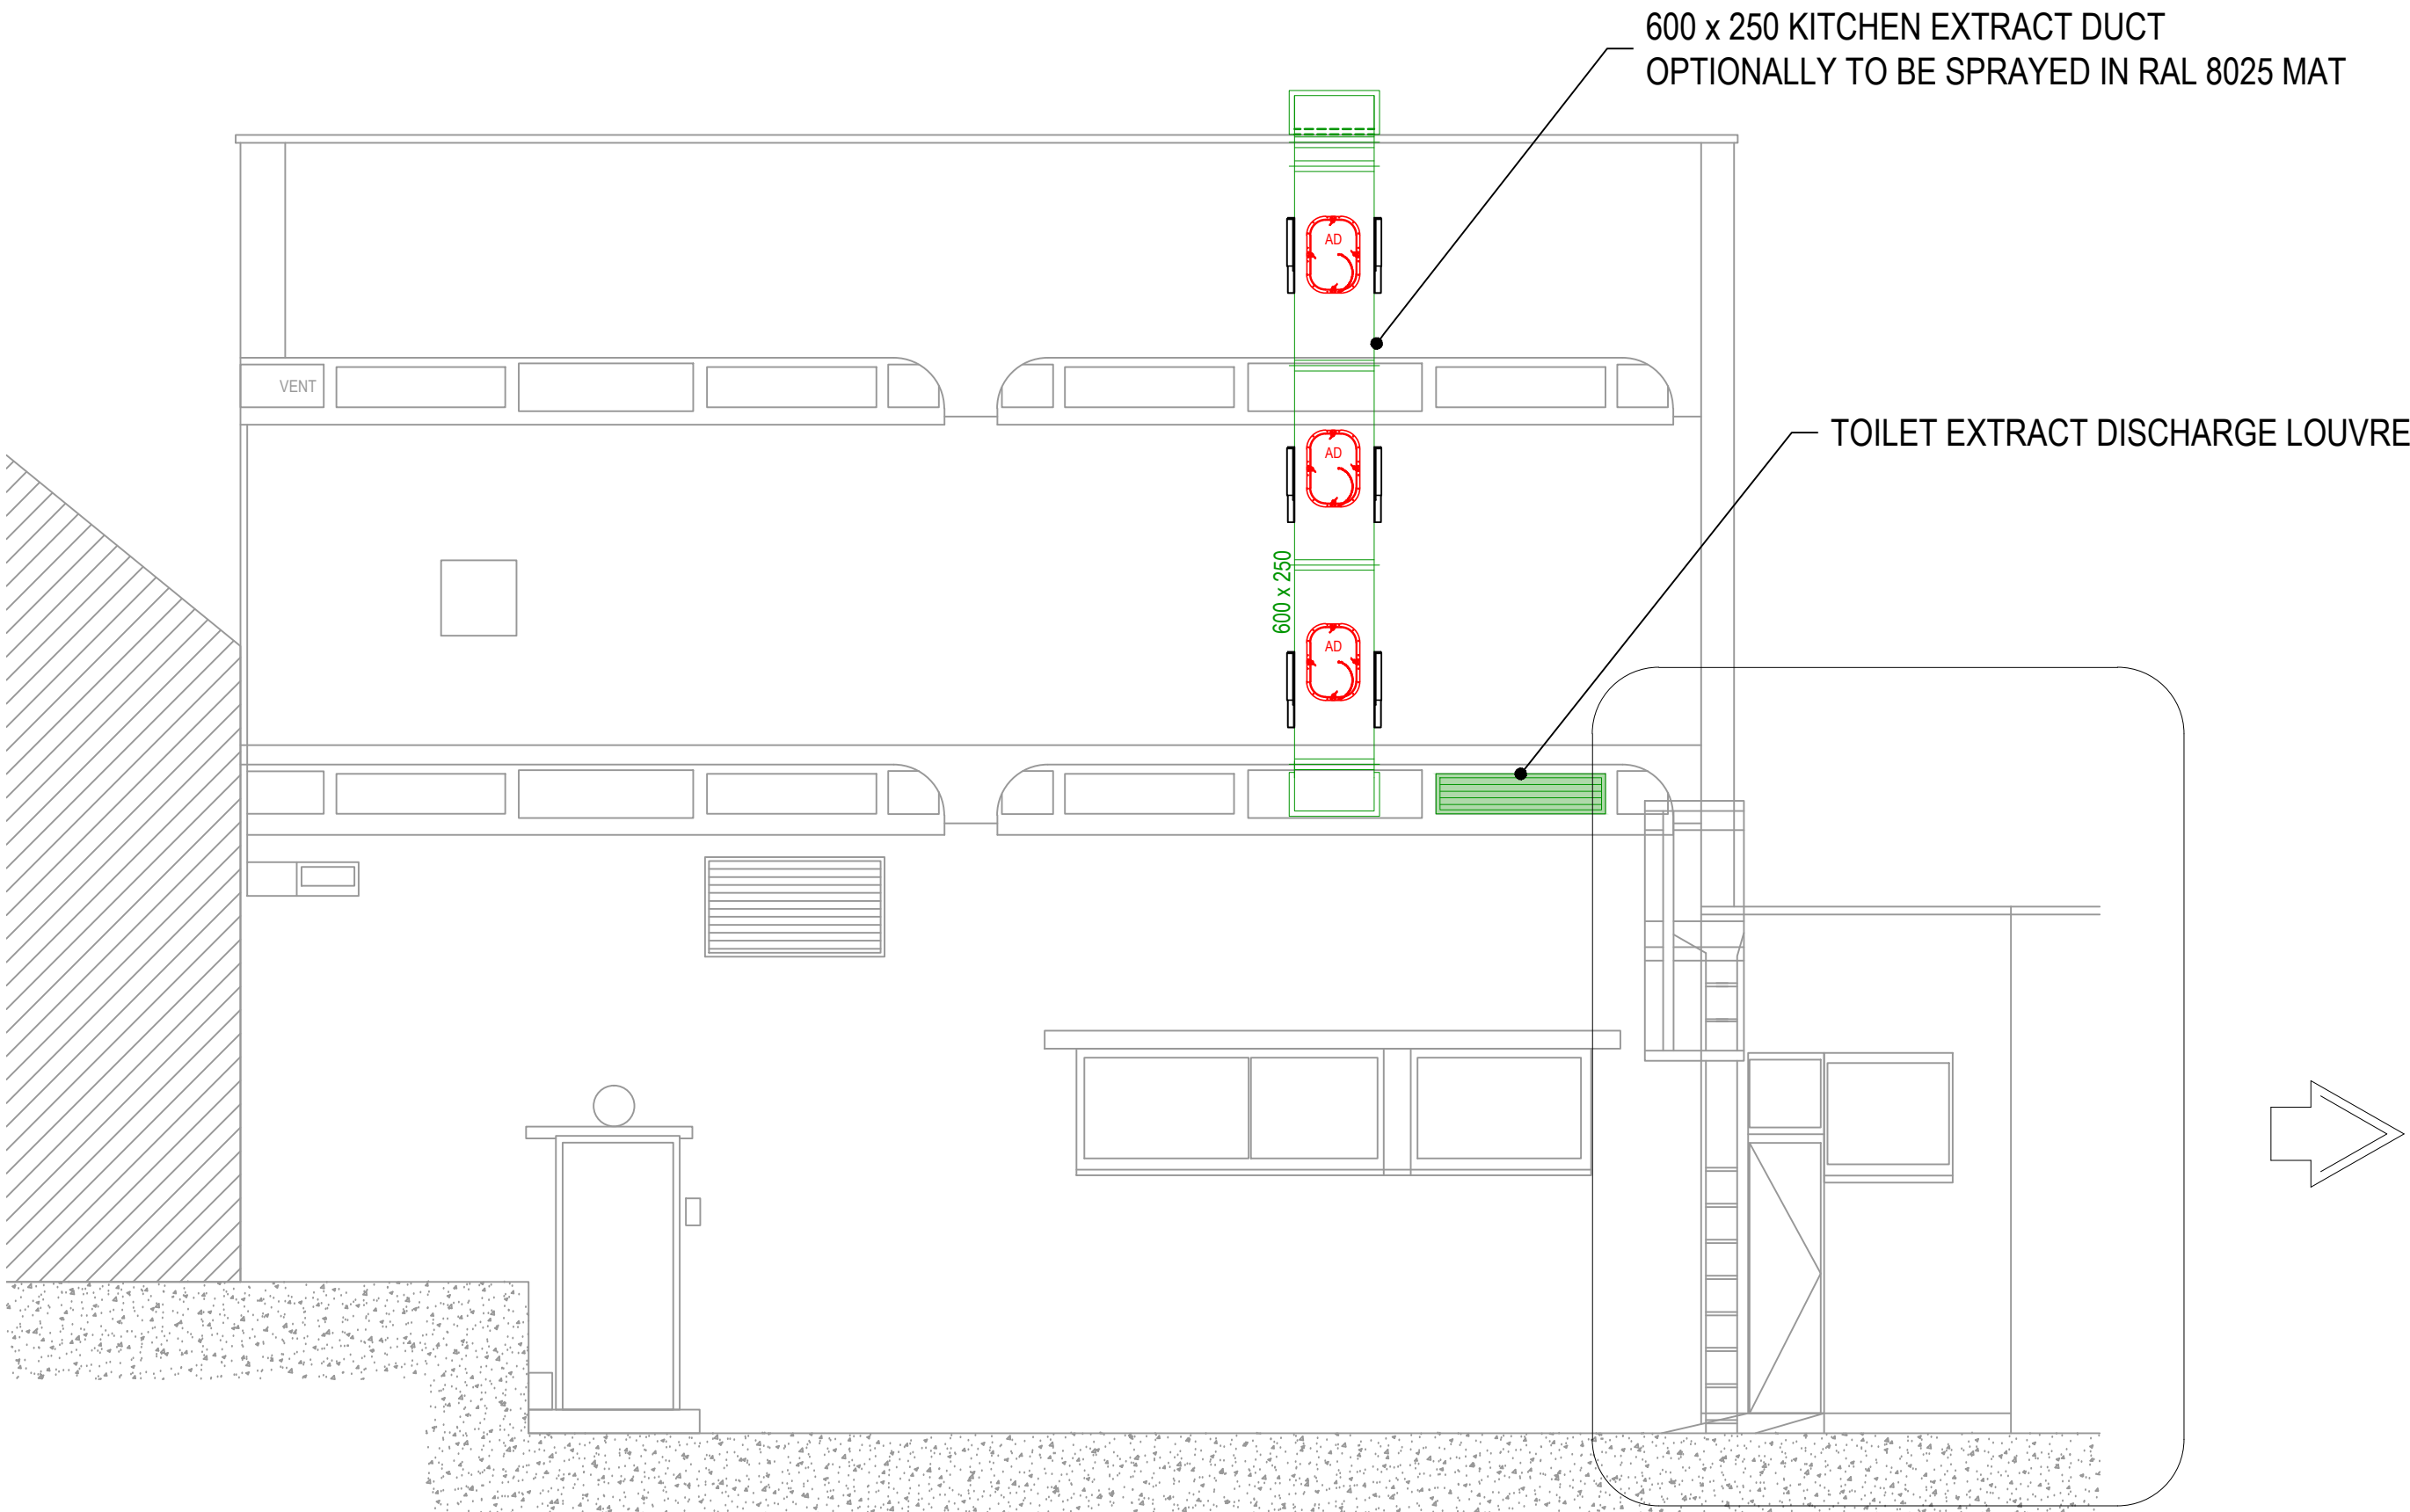 600 x 250 KITCHEN EXTRACT DUCT
OPTIONALLY TO BE SPRAYED IN RAL 8025 MAT
AD
VENT
TOILET EXTRACT DISCHARGE LOUVRE
AD
600 x 250
AD